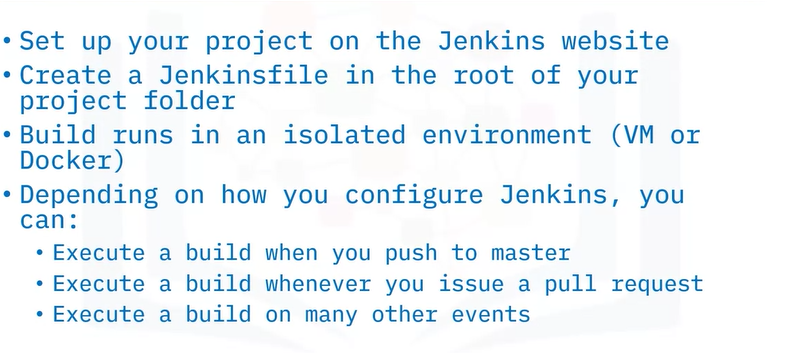 • Set up your project on the Jenkins website
• Create a Jenkinsfile in the root of your
project folder
• Build runs in an isolated environment (VM or
Docker)
• Depending on how you configure Jenkins, you
can:
• Execute a build when you push to master
• Execute a build whenever you issue a pull request
• Execute a build on many other events